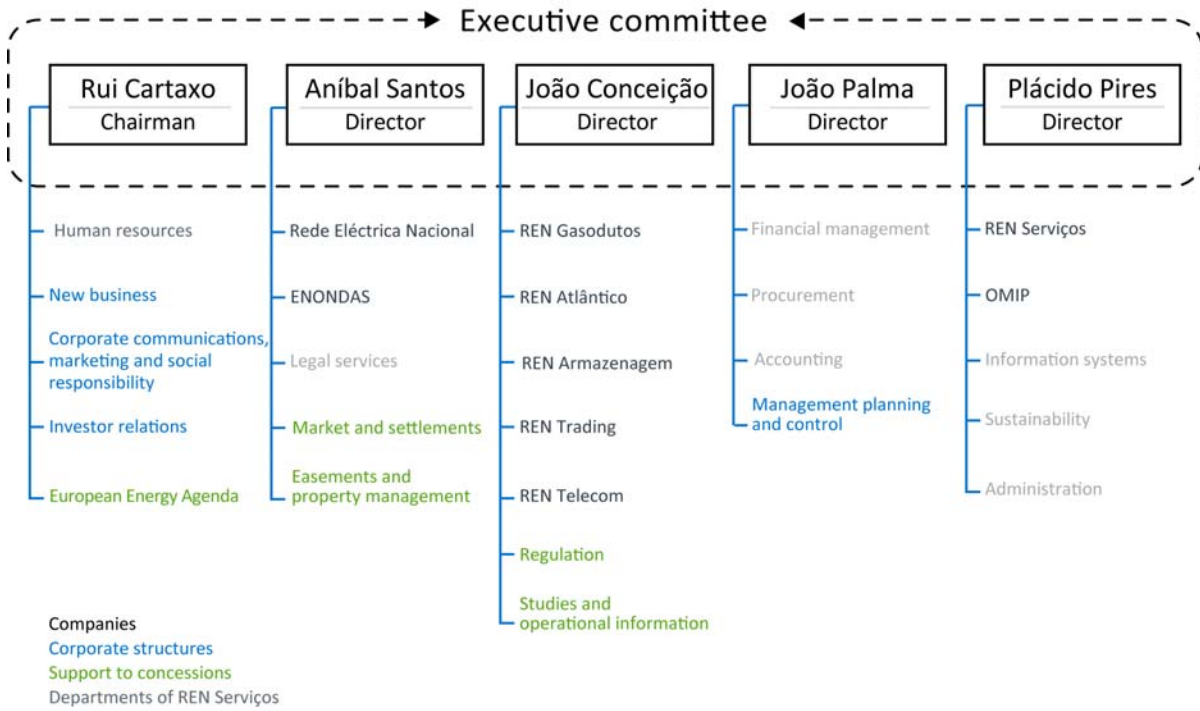 Executive committee
Rui Cartaxo
Chairman
Human resources
New business
Corporate communications,
marketing and social
responsibility
Investor relations
European Energy Agenda
Aníbal Santos
Director
Rede Eléctrica Nacional
ENONDAS
Legal services
Market and settlements
Easements and
property management
João Conceição
Director
REN Gasodutos
REN Atlântico
REN Armazenagem
REN Trading
REN Telecom
Regulation
Studies and
operational information
João Palma
Director
Financial management
Procurement
Accounting
Management planning
and control
Plácido Pires
Director
REN Serviços
OMIP
Information systems
Sustainability
Administration
Companies
Corporate structures
Support to concessions
Departments of REN Serviços